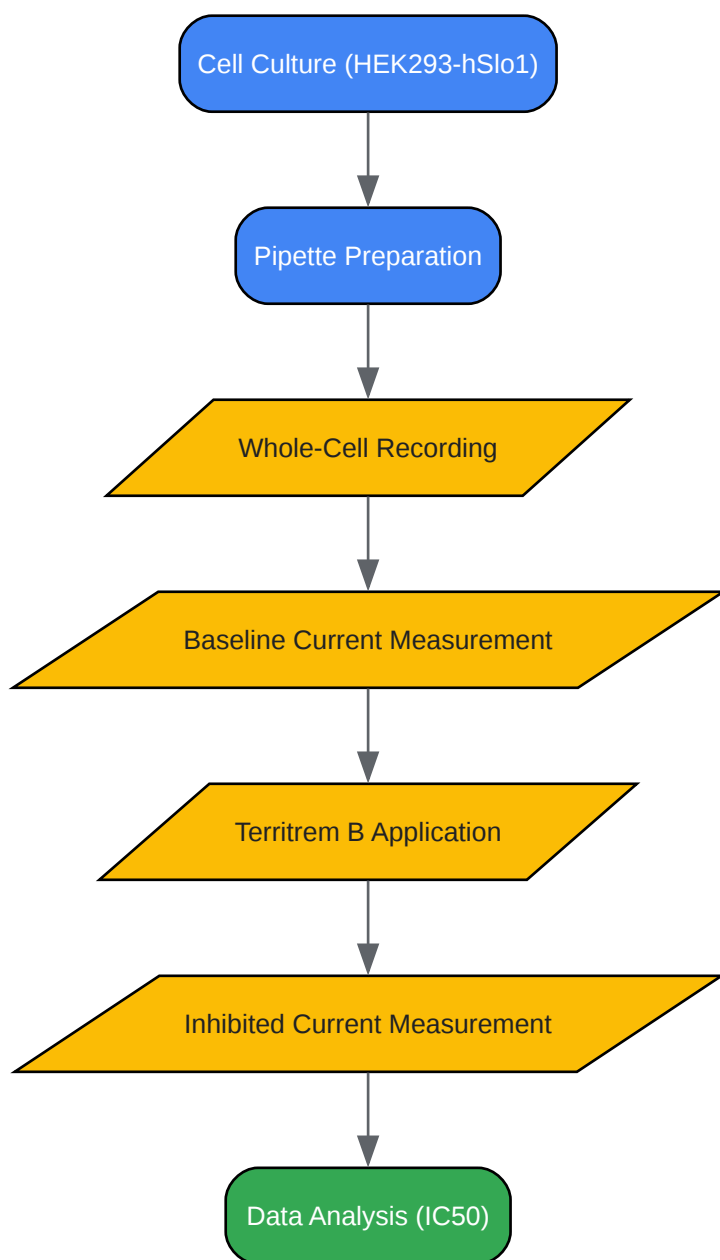 Cell Culture (HEK293-hSlo1)
Pipette Preparation
Whole-Cell Recording
Baseline Current Measurement
Territrem B Application
Inhibited Current Measurement
Data Analysis (IC50)